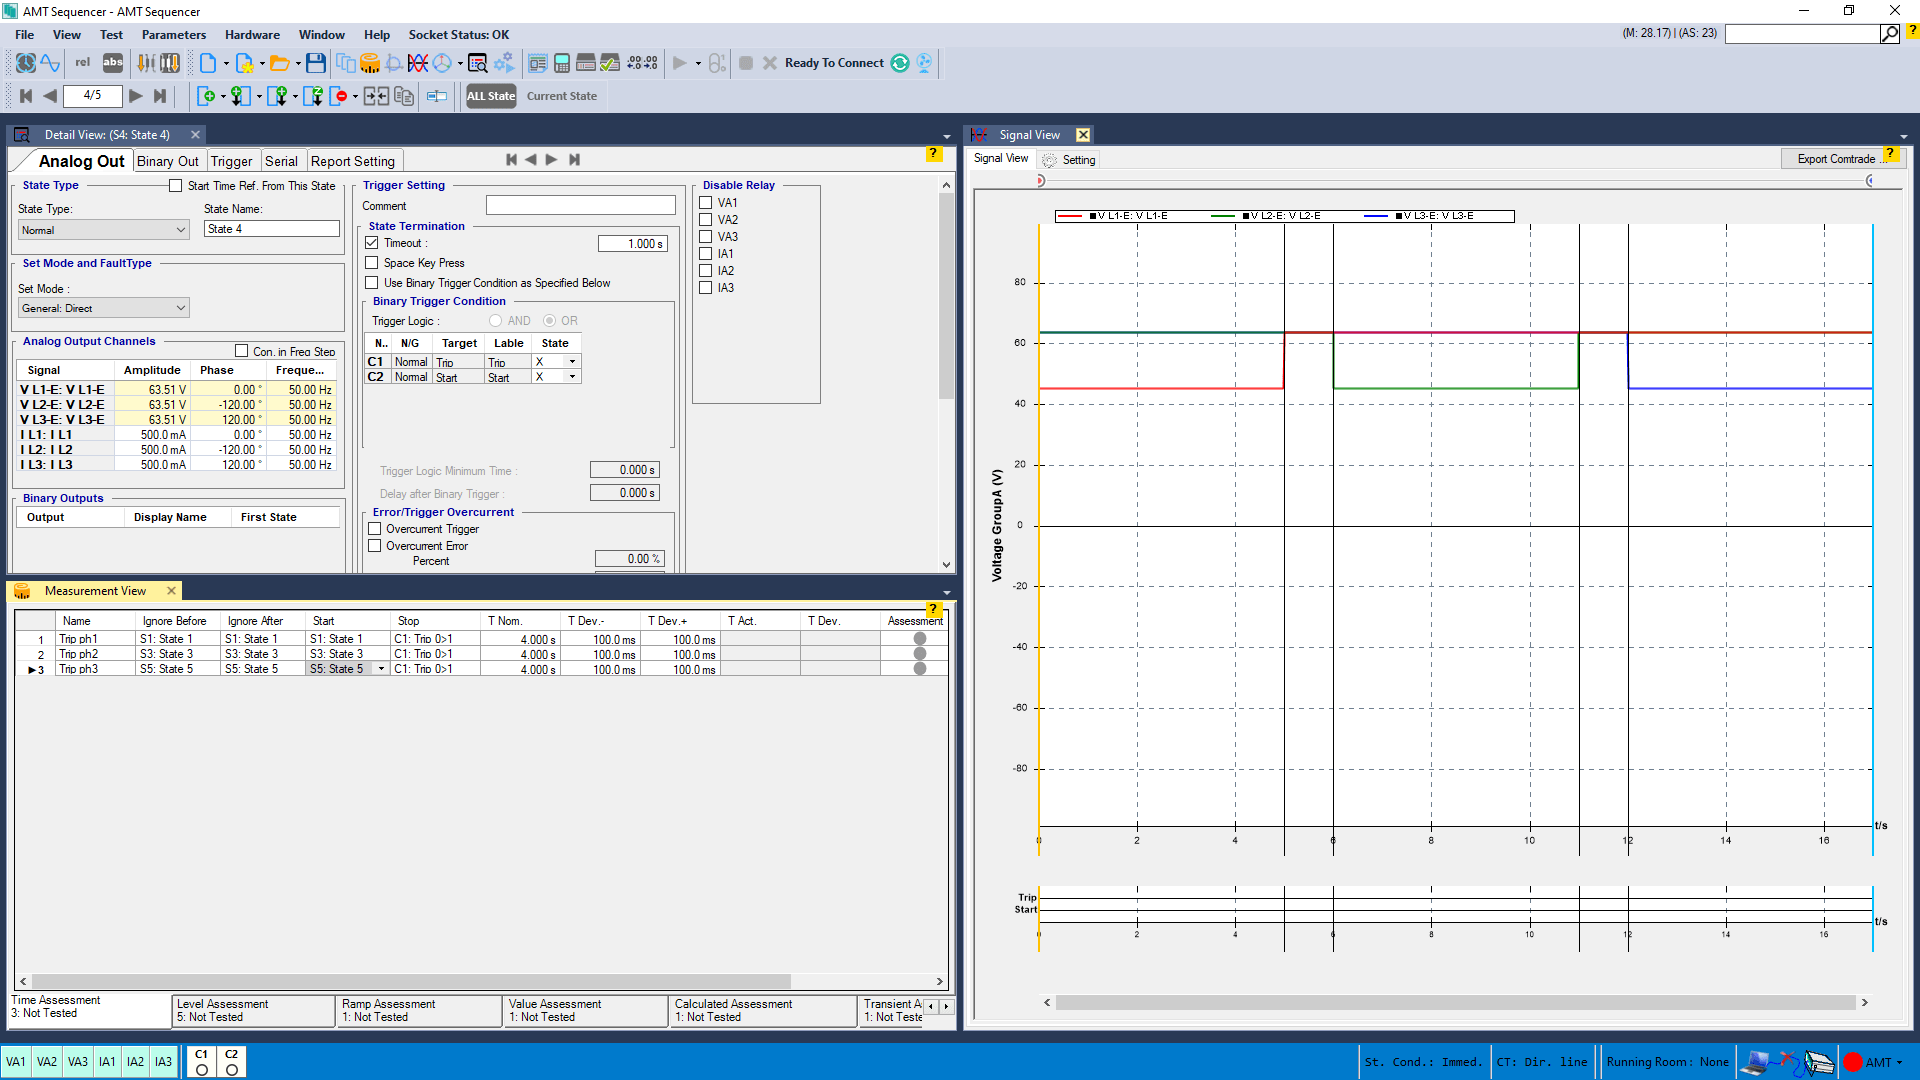 AMT Sequencer - AMT Sequencer
File View Test Parameters Hardware Window Help Socket Status: OK
(M: 28.17) | (AS: 23)
rel abs Ready To Connect
4/5 ALL State Current State
Detail View: (S4: State 4)
Analog Out Binary Out Trigger Serial Report Setting
State Type
Start Time Ref. From This State
State Type: State Name:
Normal State 4
Set Mode and FaultType
Set Mode :
General: Direct
Analog Output Channels
Con. in Freq Step
Signal Amplitude Phase Freque...
V L1-E: V L1-E 63.51 V 0.00 ° 50.00 Hz
V L2-E: V L2-E 63.51 V -120.00 ° 50.00 Hz
V L3-E: V L3-E 63.51 V 120.00 ° 50.00 Hz
I L1: I L1 500.0 mA 0.00 ° 50.00 Hz
I L2: I L2 500.0 mA -120.00 ° 50.00 Hz
I L3: I L3 500.0 mA 120.00 ° 50.00 Hz
Binary Outputs
Output Display Name First State
Trigger Setting
Comment
State Termination
Timeout : 1.000 s
Space Key Press
Use Binary Trigger Condition as Specified Below
Binary Trigger Condition
Trigger Logic : AND OR
N.. N/G Target Lable State
C1 Normal Trip Trip X
C2 Normal Start Start X
Trigger Logic Minimum Time : 0.000 s
Delay after Binary Trigger : 0.000 s
Error/Trigger Overcurrent
Overcurrent Trigger
Overcurrent Error
Percent 0.00 %
Disable Relay
VA1
VA2
VA3
IA1
IA2
IA3
?
Measurement View
?
Name Ignore Before Ignore After Start Stop T Nom. T Dev.- T Dev.+ T Act. T Dev. Assessment
1 Trip ph1 S1: State 1 S1: State 1 S1: State 1 C1: Trip 0>1 4.000 s 100.0 ms 100.0 ms
2 Trip ph2 S3: State 3 S3: State 3 S3: State 3 C1: Trip 0>1 4.000 s 100.0 ms 100.0 ms
3 Trip ph3 S5: State 5 S5: State 5 S5: State 5 C1: Trip 0>1 4.000 s 100.0 ms 100.0 ms
Time Assessment
3: Not Tested
Level Assessment
5: Not Tested
Ramp Assessment
1: Not Tested
Value Assessment
1: Not Tested
Calculated Assessment
1: Not Tested
Transient A
1: Not Teste
Signal View
Signal View Setting
Export Comtrade ...
?
V L1-E: V L1-E V L2-E: V L2-E V L3-E: V L3-E
Voltage GroupA (V)
80
60
40
20
0
-20
-40
-60
-80
t/s
0 2 4 6 8 10 12 14 16
Trip
Start
t/s
0 2 4 6 8 10 12 14 16
VA1 VA2 VA3 IA1 IA2 IA3 C1 C2
St. Cond.: Immed. CT: Dir. line Running Room: None AMT